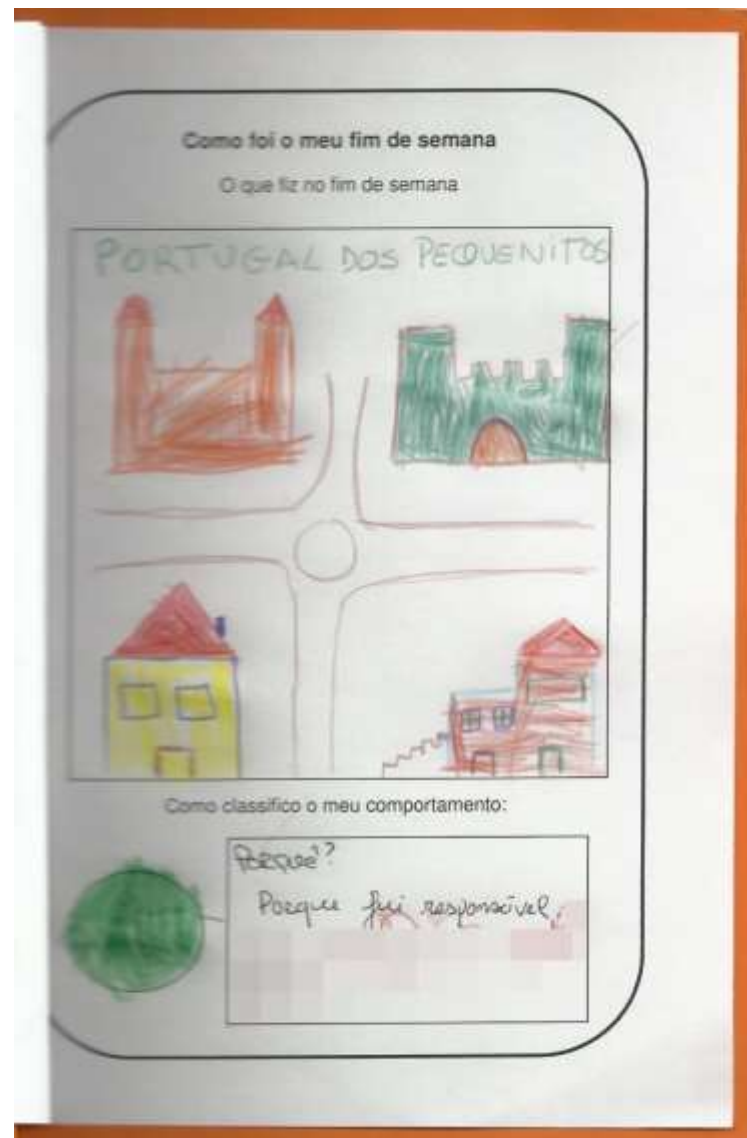 Como foi o meu fim de semana
O que fiz no fim de semana
PORTUGAL DOS PEQUENITOS
Como classifico o meu comportamento:
Porquê?
Porque fui responsável.